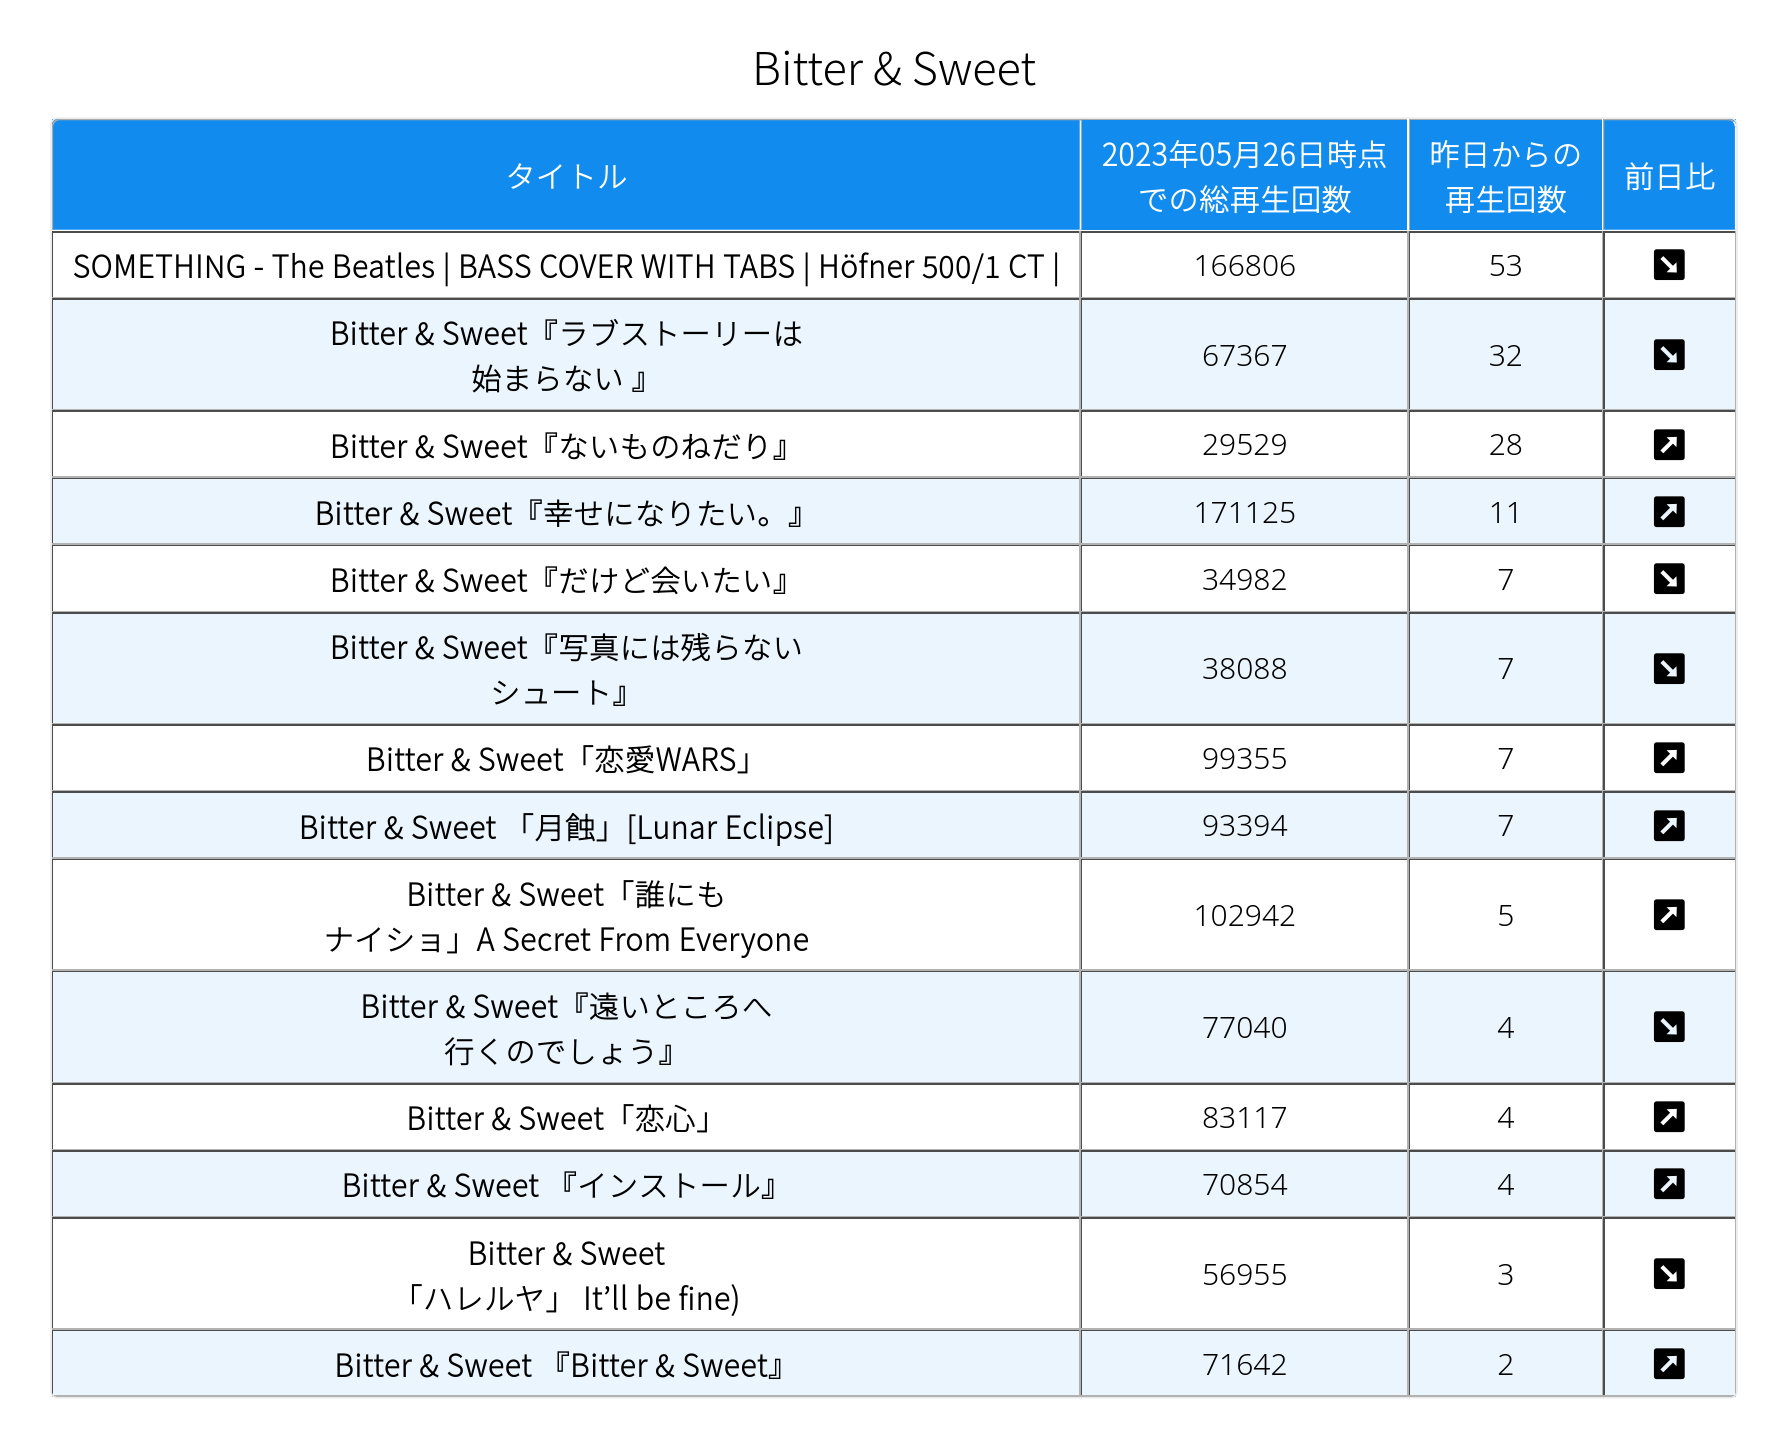 Bitter & Sweet
タイトル
2023年05月26日時点
での総再生回数
昨日からの
再生回数
前日比
SOMETHING - The Beatles | BASS COVER WITH TABS | Höfner 500/1 CT |
166806
53
Bitter & Sweet『ラブストーリーは
始まらない 』
67367
32
Bitter & Sweet『ないものねだり』
29529
28
Bitter & Sweet『幸せになりたい。』
171125
11
Bitter & Sweet『だけど会いたい』
34982
7
Bitter & Sweet『写真には残らない
シュート』
38088
7
Bitter & Sweet「恋愛WARS」
99355
7
Bitter & Sweet 「月蝕」[Lunar Eclipse]
93394
7
Bitter & Sweet「誰にも
ナイショ」A Secret From Everyone
102942
5
Bitter & Sweet『遠いところへ
行くのでしょう』
77040
4
Bitter & Sweet「恋心」
83117
4
Bitter & Sweet 『インストール』
70854
4
Bitter & Sweet
「ハレルヤ」 It’ll be fine)
56955
3
Bitter & Sweet 『Bitter & Sweet』
71642
2